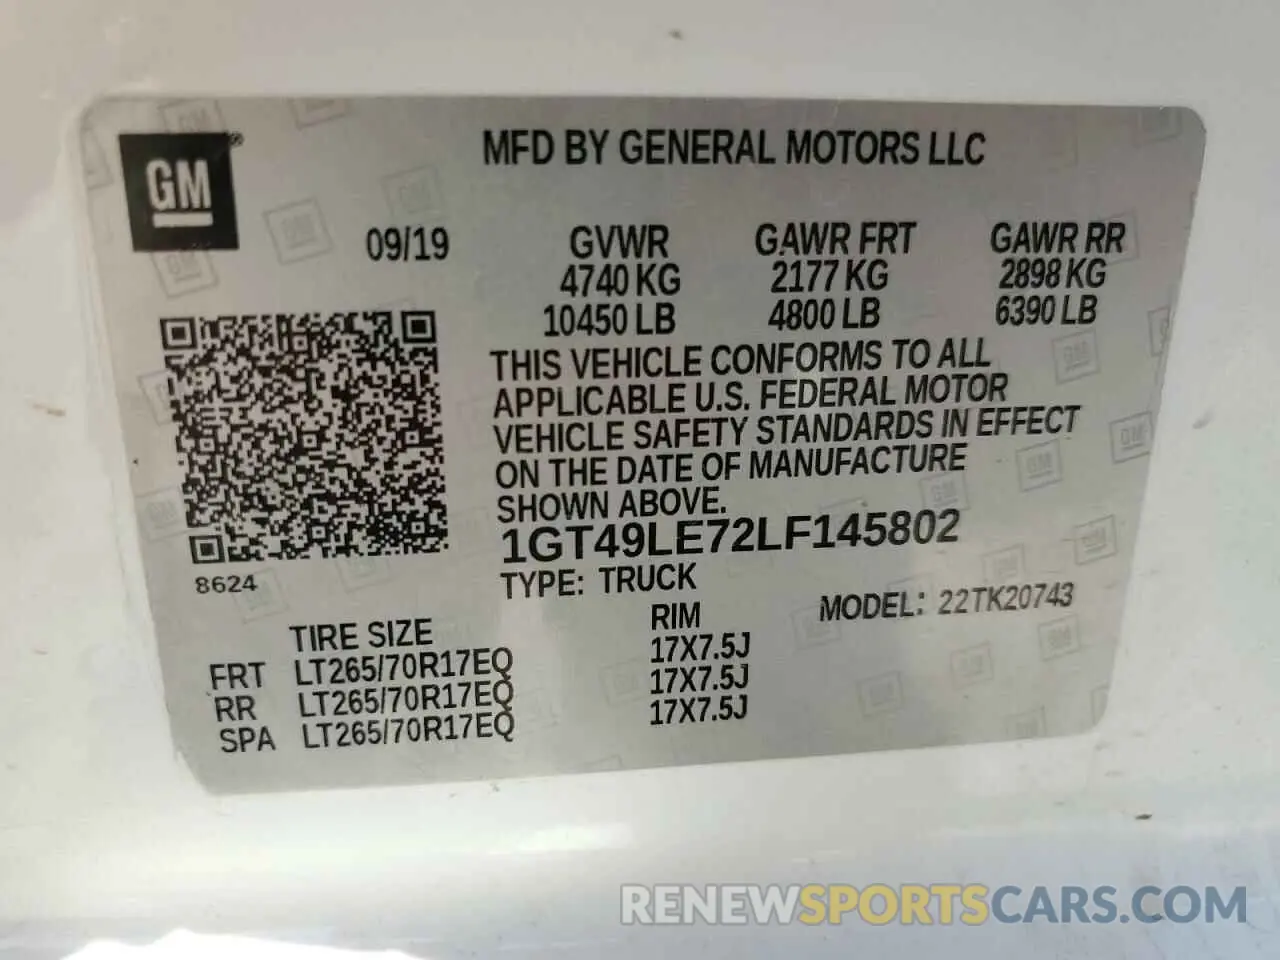 GM®
MFD BY GENERAL MOTORS LLC
09/19 GVWR GAWR FRT GAWR RR
4740 KG 2177 KG 2898 KG
10450 LB 4800 LB 6390 LB
THIS VEHICLE CONFORMS TO ALL
APPLICABLE U.S. FEDERAL MOTOR
VEHICLE SAFETY STANDARDS IN EFFECT
ON THE DATE OF MANUFACTURE
SHOWN ABOVE.
1GT49LE72LF145802
8624
TYPE: TRUCK
MODEL: 22TK20743
TIRE SIZE RIM
FRT LT265/70R17EQ 17X7.5J
RR LT265/70R17EQ 17X7.5J
SPA LT265/70R17EQ 17X7.5J
RENEWSPORTSCARS.COM